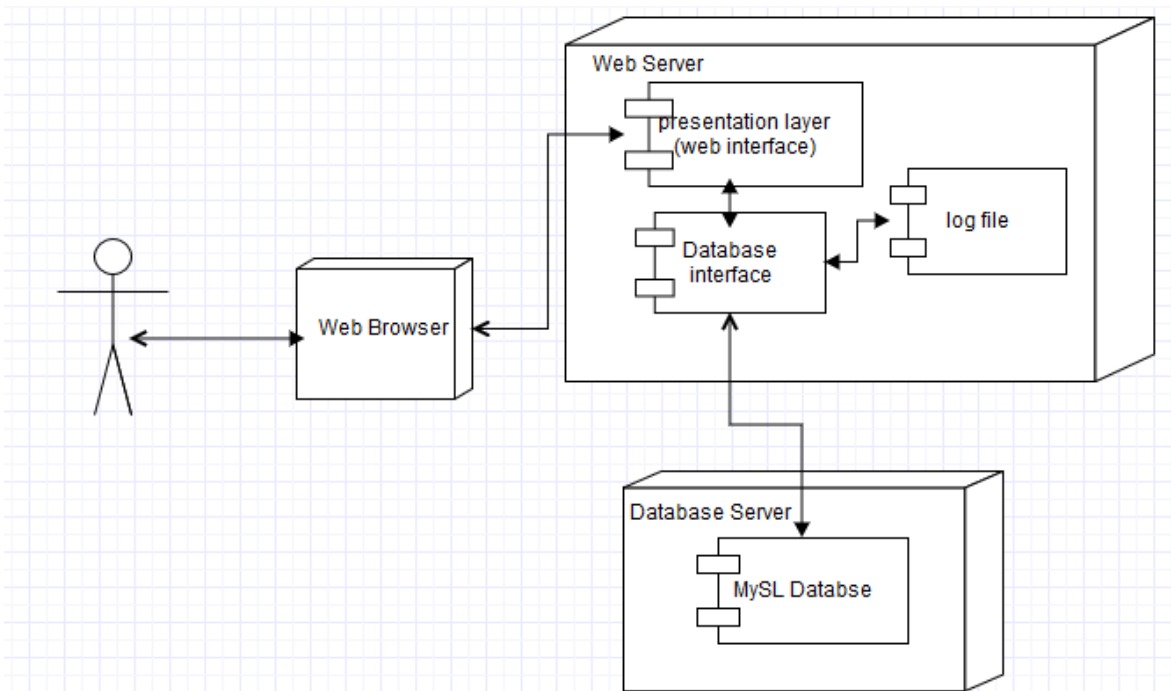 Web Server
presentation layer
(web interface)
log file
Database
interface
Web Browser
Database Server
MySL Databse